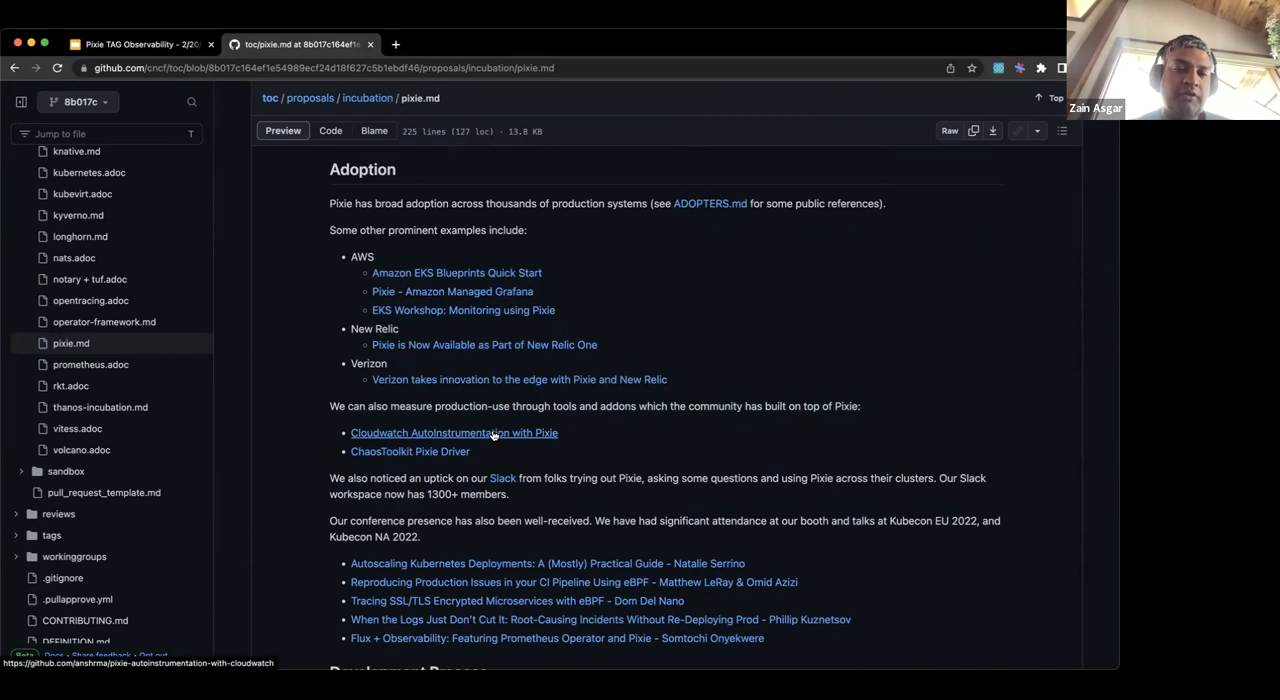 Pixie TAG Observability - 2/20/
toc/pixie.md at 8b017c164ef1e
github.com/cncf/toc/blob/8b017c164ef1e54989ecf24d18f627c5b1ebdf46/proposals/incubation/pixie.md
Zain Asgar
8b017c
toc / proposals / incubation / pixie.md
Top
Jump to file
T
Preview
Code
Blame
225 lines (127 loc) · 13.8 KB
Raw
knative.md
kubernetes.adoc
kubevirt.adoc
kyverno.md
longhorn.md
nats.adoc
notary + tuf.adoc
opentracing.adoc
operator-framework.md
pixie.md
prometheus.adoc
rkt.adoc
thanos-incubation.md
vitess.adoc
volcano.adoc
sandbox
pull_request_template.md
reviews
tags
workinggroups
.gitignore
.pullapprove.yml
CONTRIBUTING.md
DEFINITION.md
Beta Docs · Share feedback · Opt out
https://github.com/anshrma/pixie-autoinstrumentation-with-cloudwatch
Adoption
Pixie has broad adoption across thousands of production systems (see ADOPTERS.md for some public references).
Some other prominent examples include:
• AWS
Amazon EKS Blueprints Quick Start
Pixie - Amazon Managed Grafana
EKS Workshop: Monitoring using Pixie
• New Relic
Pixie is Now Available as Part of New Relic One
• Verizon
Verizon takes innovation to the edge with Pixie and New Relic
We can also measure production-use through tools and addons which the community has built on top of Pixie:
• Cloudwatch AutoInstrumentation with Pixie
• ChaosToolkit Pixie Driver
We also noticed an uptick on our Slack from folks trying out Pixie, asking some questions and using Pixie across their clusters. Our Slack
workspace now has 1300+ members.
Our conference presence has also been well-received. We have had significant attendance at our booth and talks at Kubecon EU 2022, and
Kubecon NA 2022.
• Autoscaling Kubernetes Deployments: A (Mostly) Practical Guide - Natalie Serrino
• Reproducing Production Issues in your CI Pipeline Using eBPF - Matthew LeRay & Omid Azizi
• Tracing SSL/TLS Encrypted Microservices with eBPF - Dom Del Nano
• When the Logs Just Don't Cut It: Root-Causing Incidents Without Re-Deploying Prod - Phillip Kuznetsov
• Flux + Observability: Featuring Prometheus Operator and Pixie - Somtochi Onyekwere
Development Process